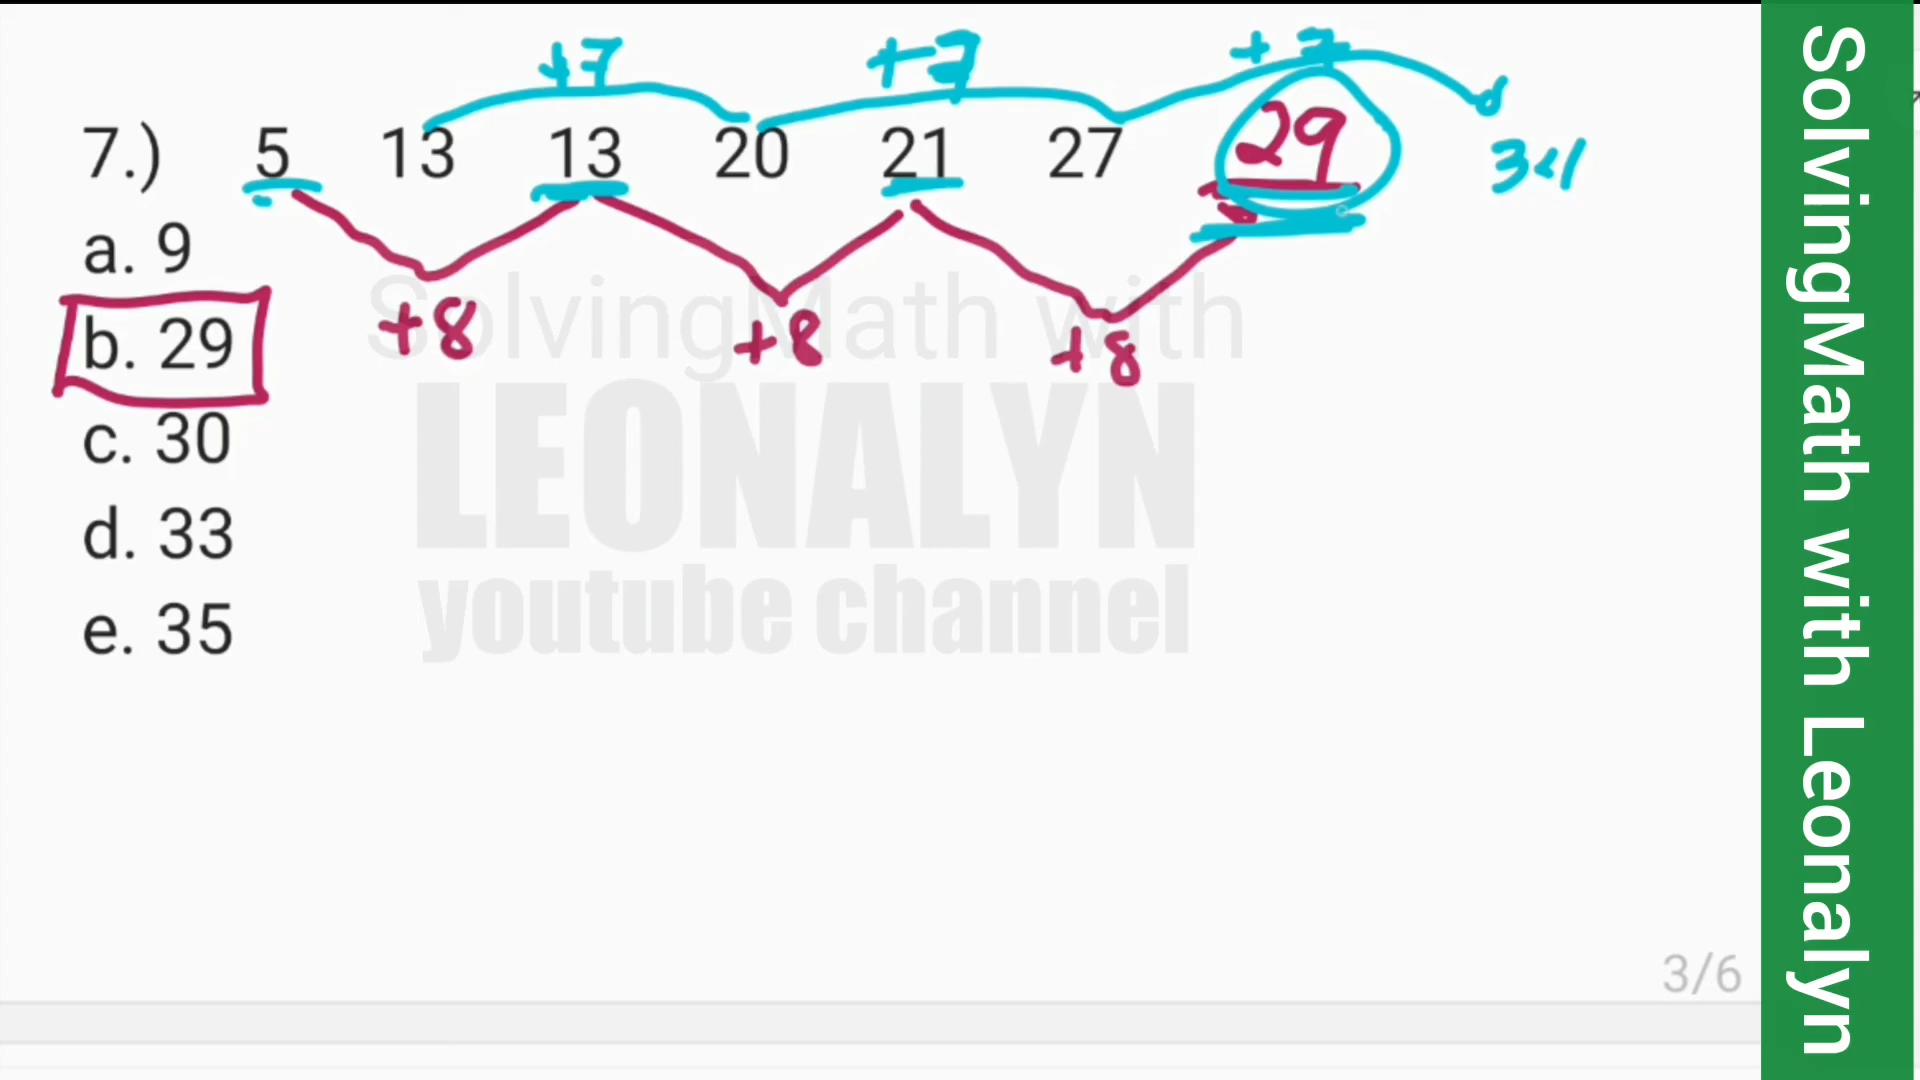 +7 +7 +7
7.) 5 13 13 20 21 27 29 34
a. 9
b. 29
+8 +8 +8
c. 30
d. 33
e. 35
SolvingMath with
LEONALYN
youtube channel
3/6
SolvingMath with Leonalyn